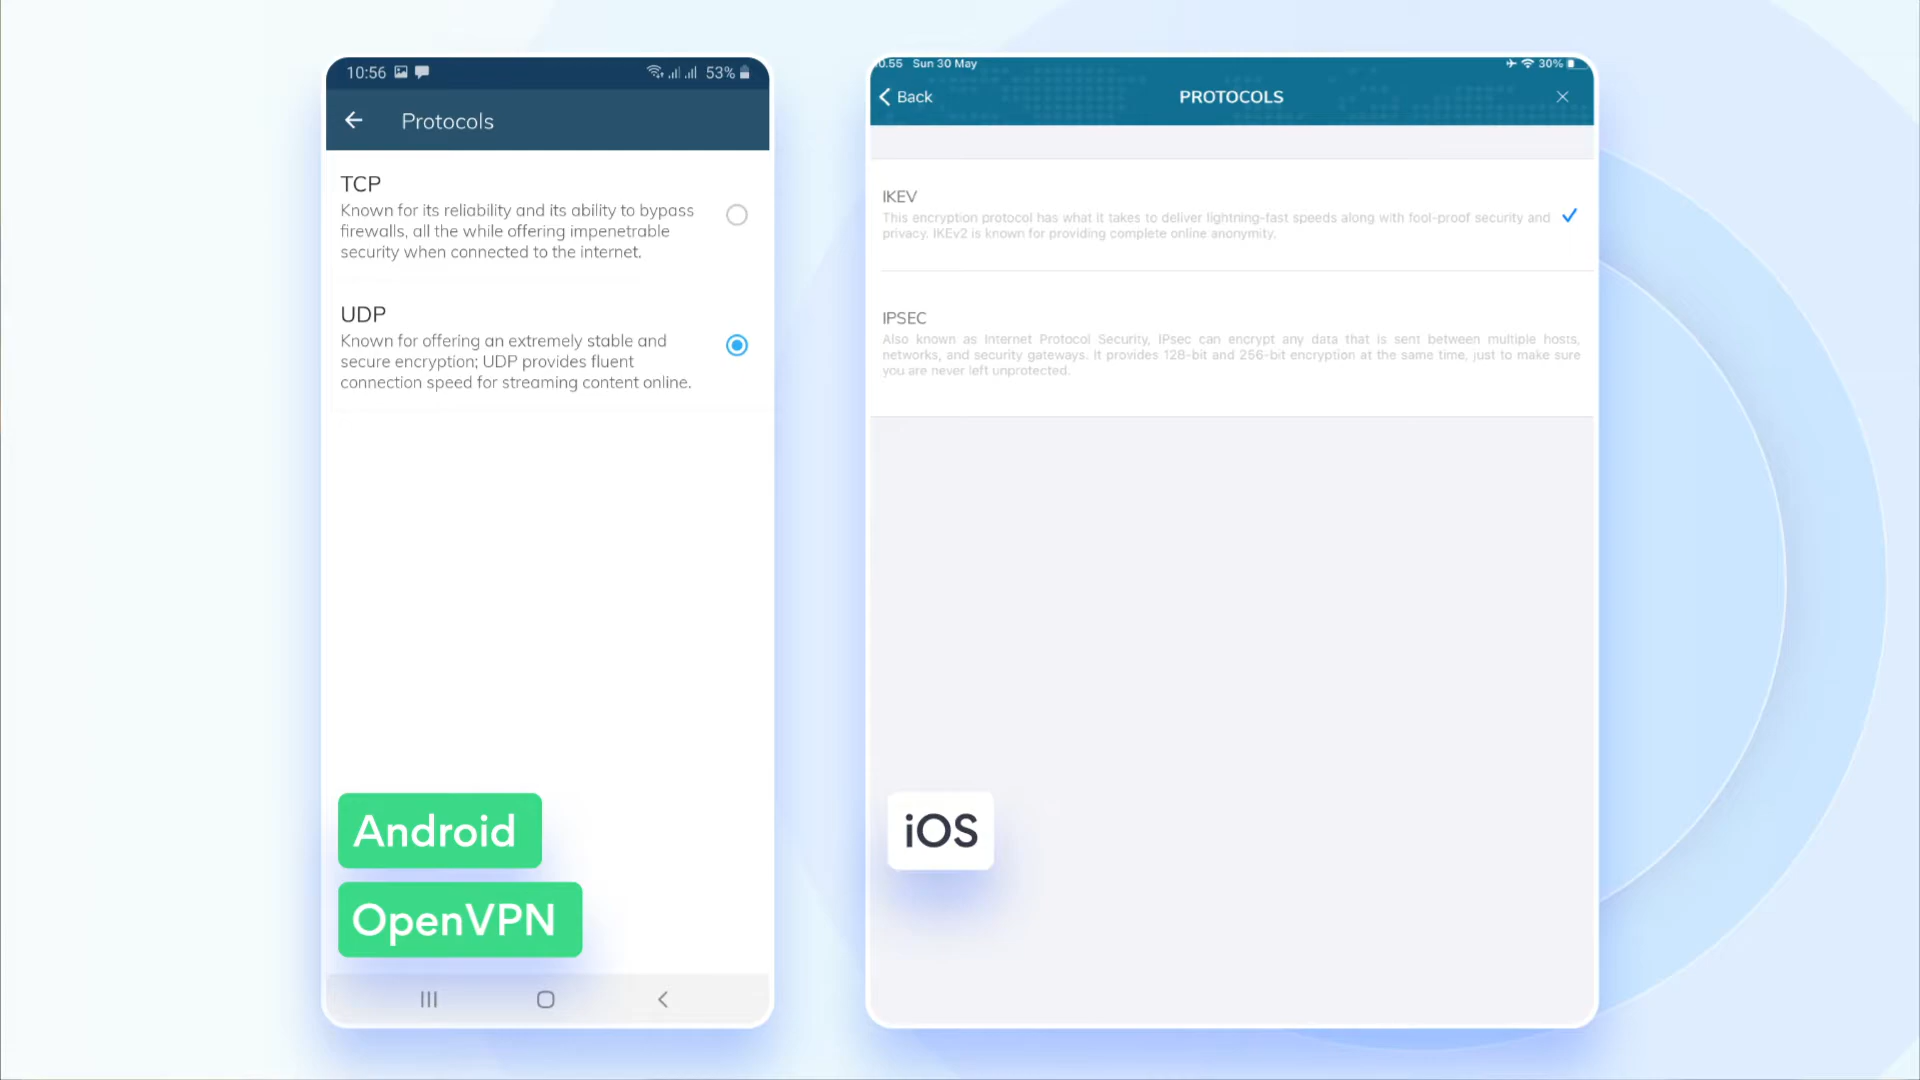 10:56
53%
Protocols
TCP
Known for its reliability and its ability to bypass
firewalls, all the while offering impenetrable
security when connected to the internet.
UDP
Known for offering an extremely stable and
secure encryption; UDP provides fluent
connection speed for streaming content online.
Android
OpenVPN
0.55 Sun 30 May
30%
Back
PROTOCOLS
IKEV
This encryption protocol has what it takes to deliver lightning-fast speeds along with fool-proof security and
privacy. IKEv2 is known for providing complete online anonymity.
IPSEC
Also known as Internet Protocol Security, IPsec can encrypt any data that is sent between multiple hosts,
networks, and security gateways. It provides 128-bit and 256-bit encryption at the same time, just to make sure
you are never left unprotected.
iOS